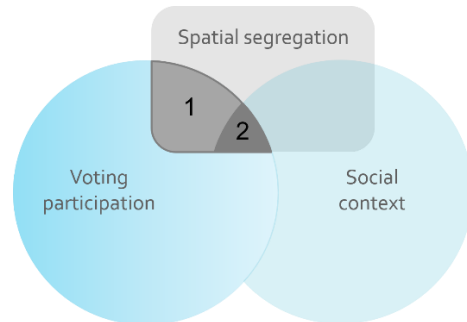 Spatial segregation
1
2
Voting
participation
Social
context